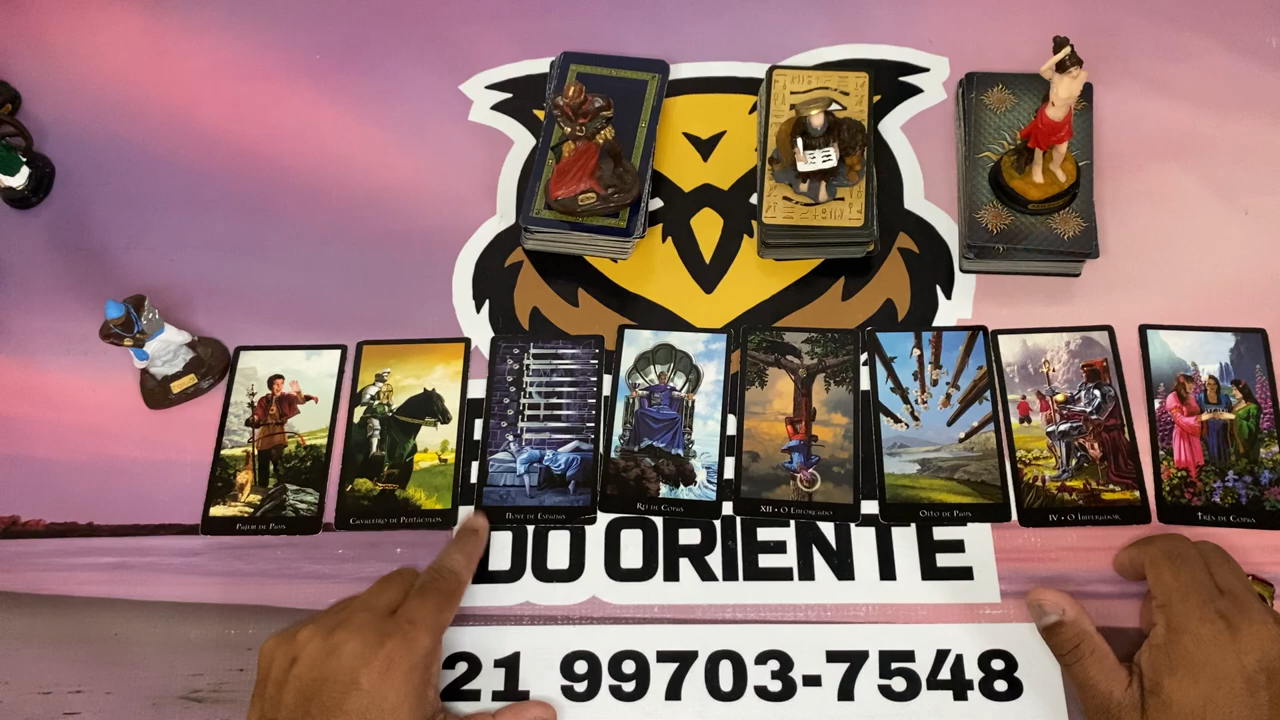 Pajem de Paus
Cavaleiro de Pentáculos
Nove de Espadas
Rei de Copas
XII • O Enforcado
Oito de Paus
IV • O Imperador
Três de Copas
DO ORIENTE
21 99703-7548